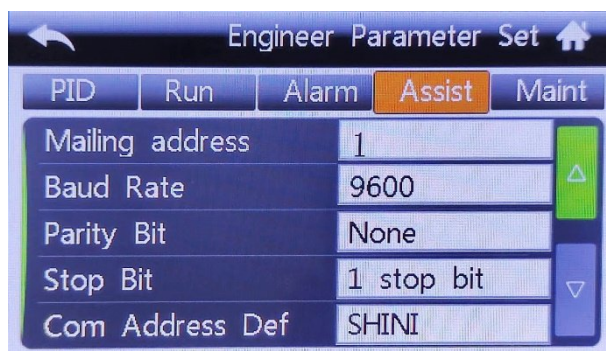 Engineer Parameter Set
PID Run Alarm Assist Maint
Mailing address 1
Baud Rate 9600
Parity Bit None
Stop Bit 1 stop bit
Com Address Def SHINI